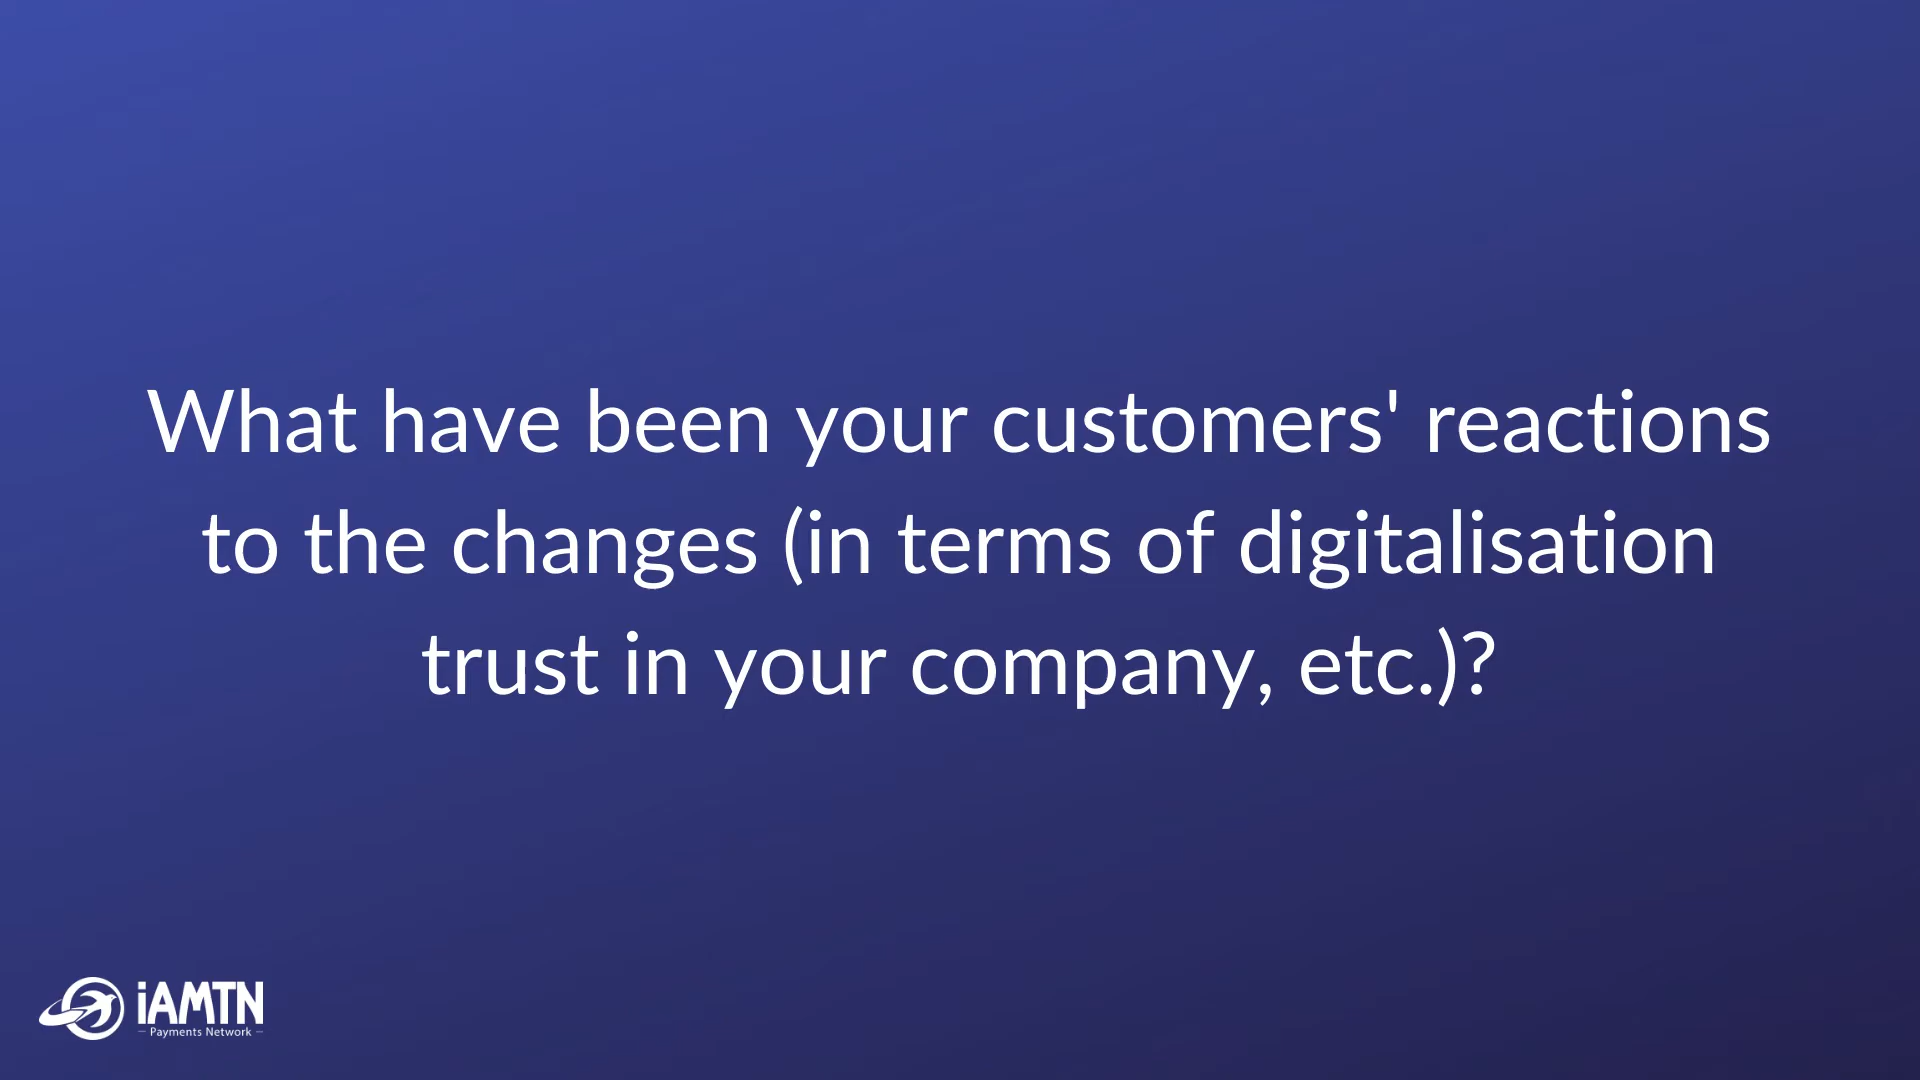 What have been your customers' reactions
to the changes (in terms of digitalisation
trust in your company, etc.)?
iAMTN
Payments Network